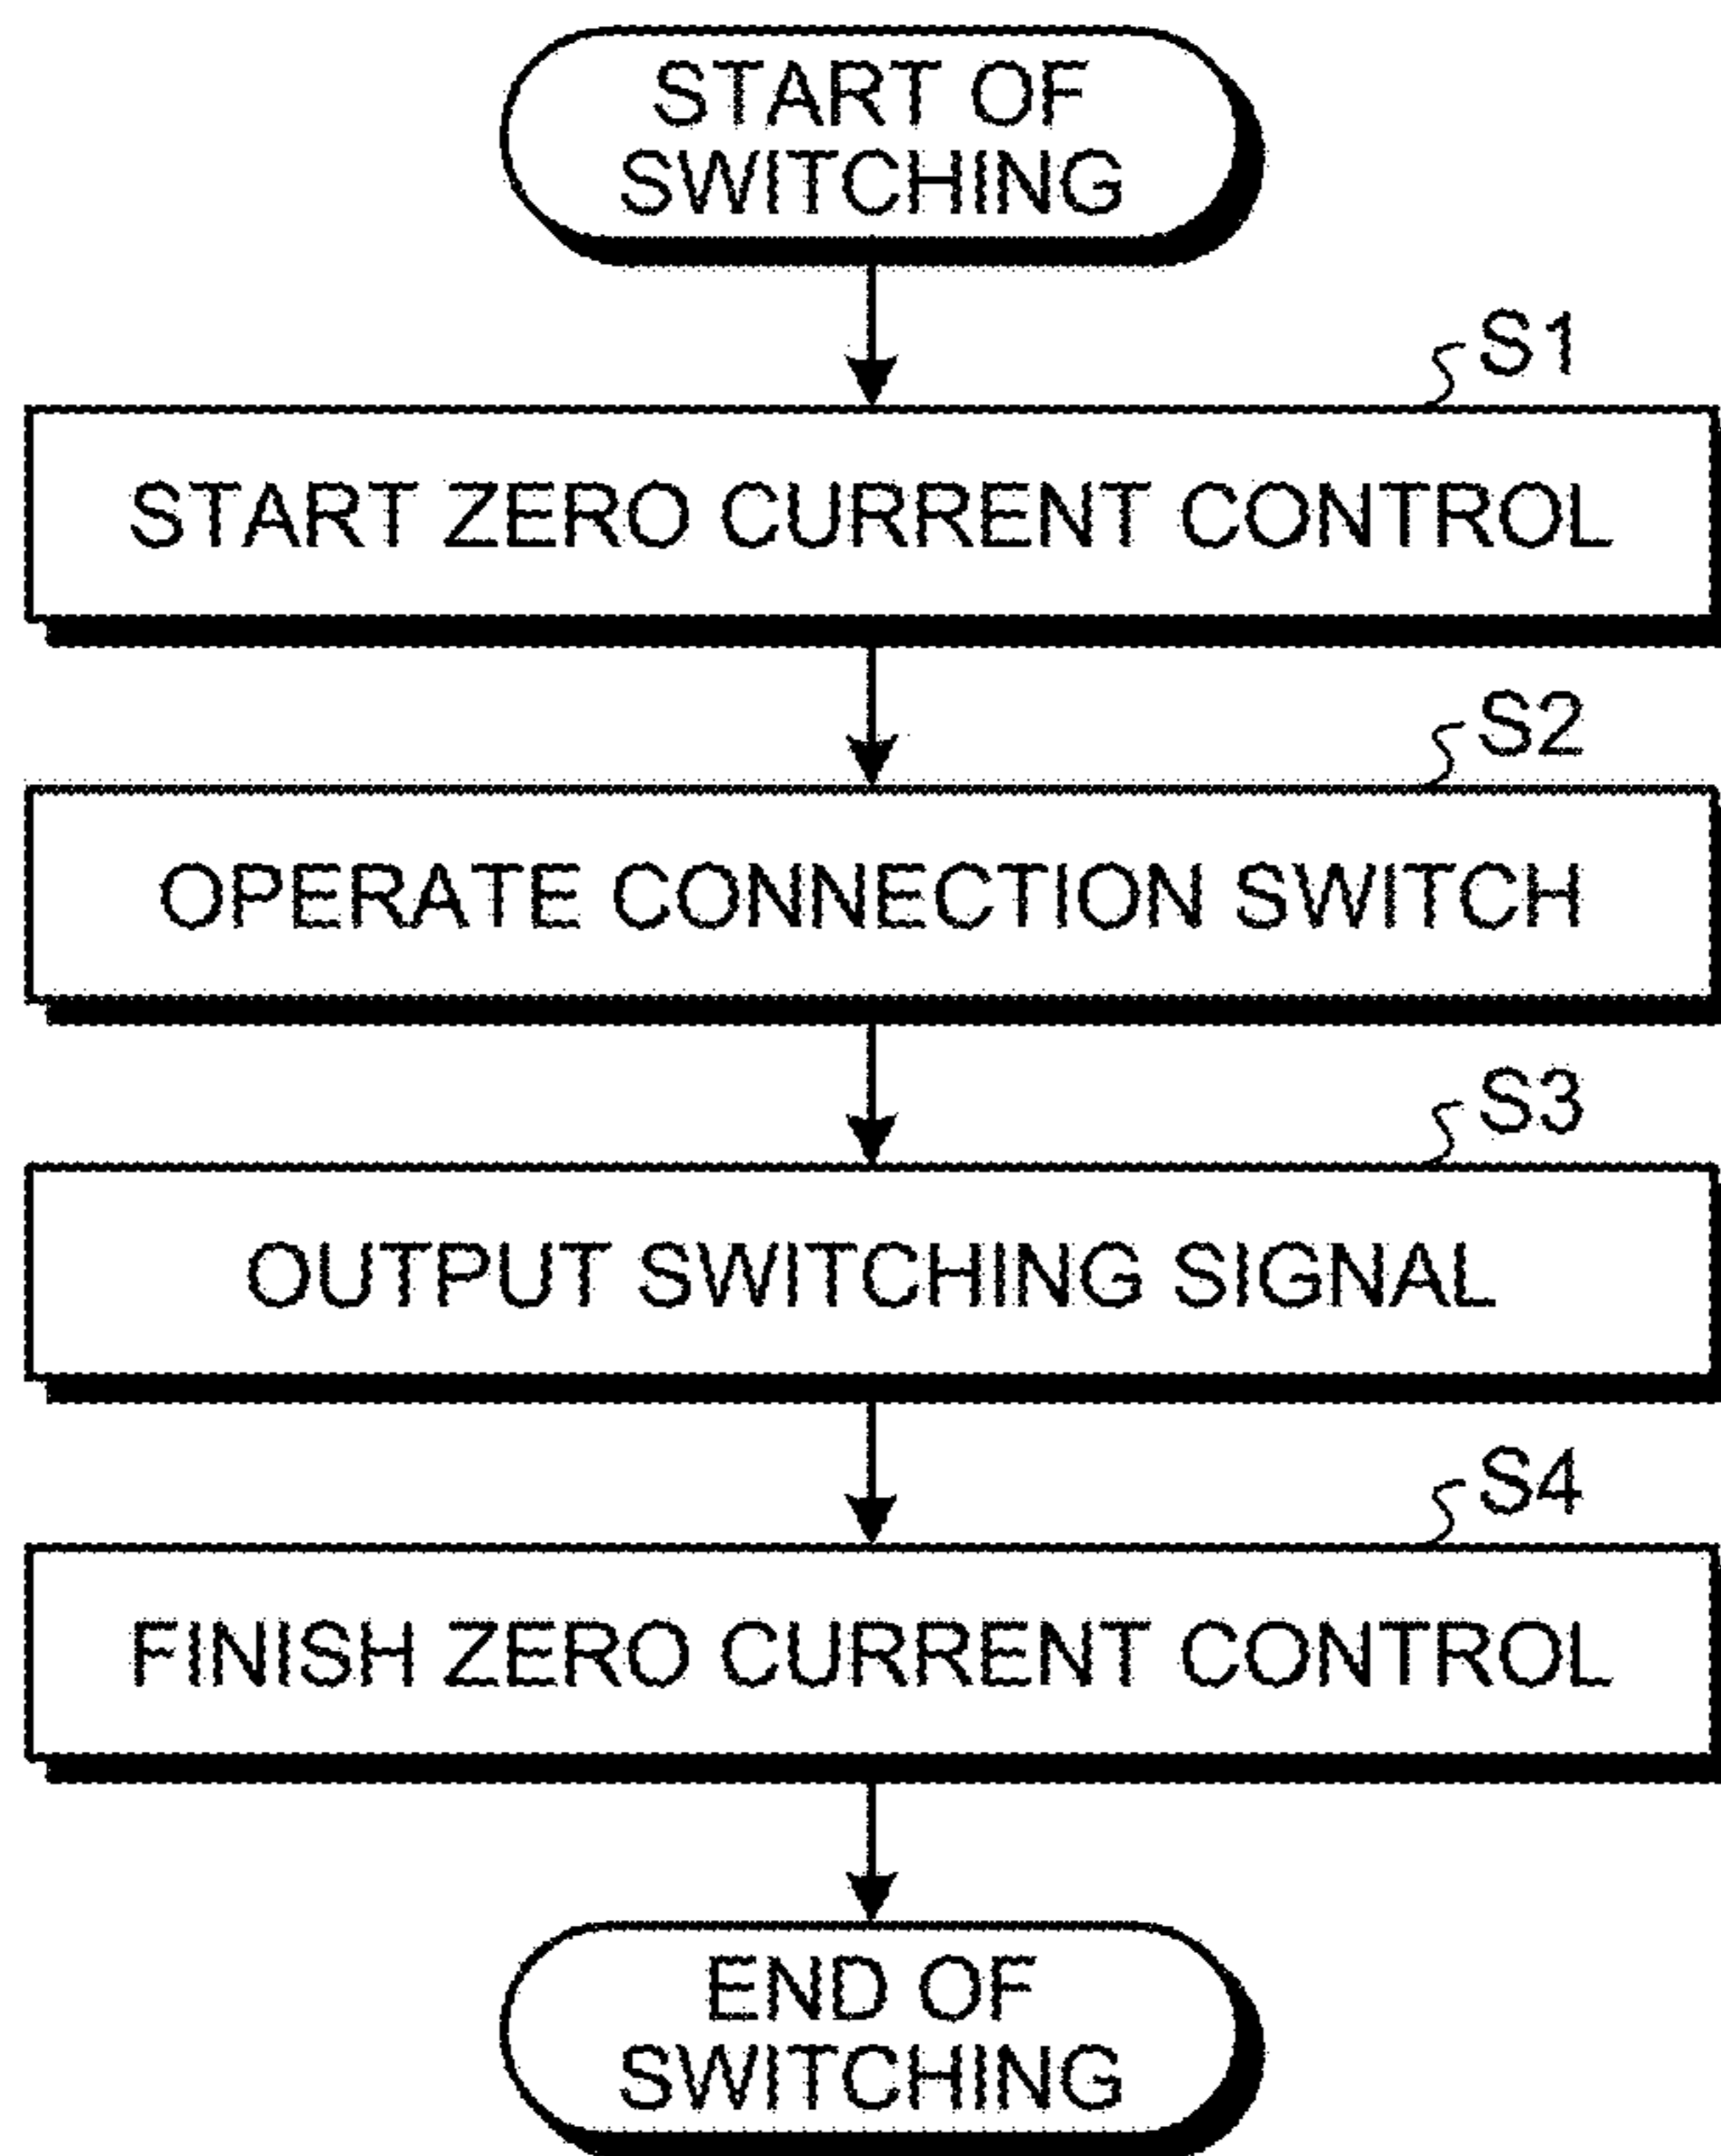 START OF
SWITCHING
S1
START ZERO CURRENT CONTROL
S2
OPERATE CONNECTION SWITCH
S3
OUTPUT SWITCHING SIGNAL
S4
FINISH ZERO CURRENT CONTROL
END OF
SWITCHING